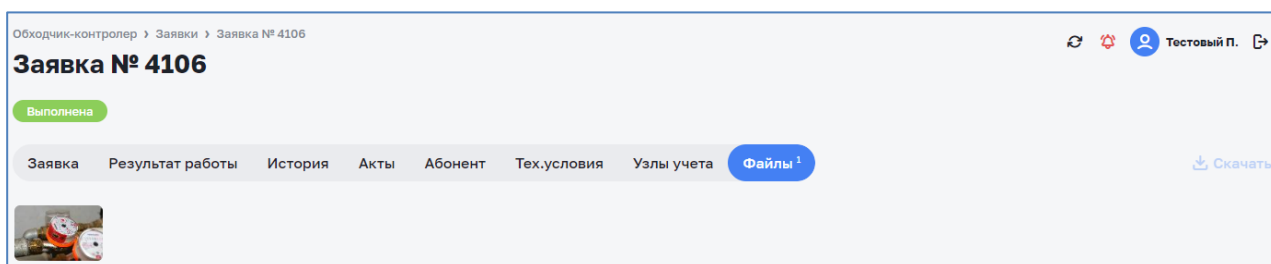 Обходчик-контролер › Заявки › Заявка № 4106
Тестовый П.
Заявка № 4106
Выполнена
Заявка Результат работы История Акты Абонент Тех.условия Узлы учета Файлы 1
Скачать